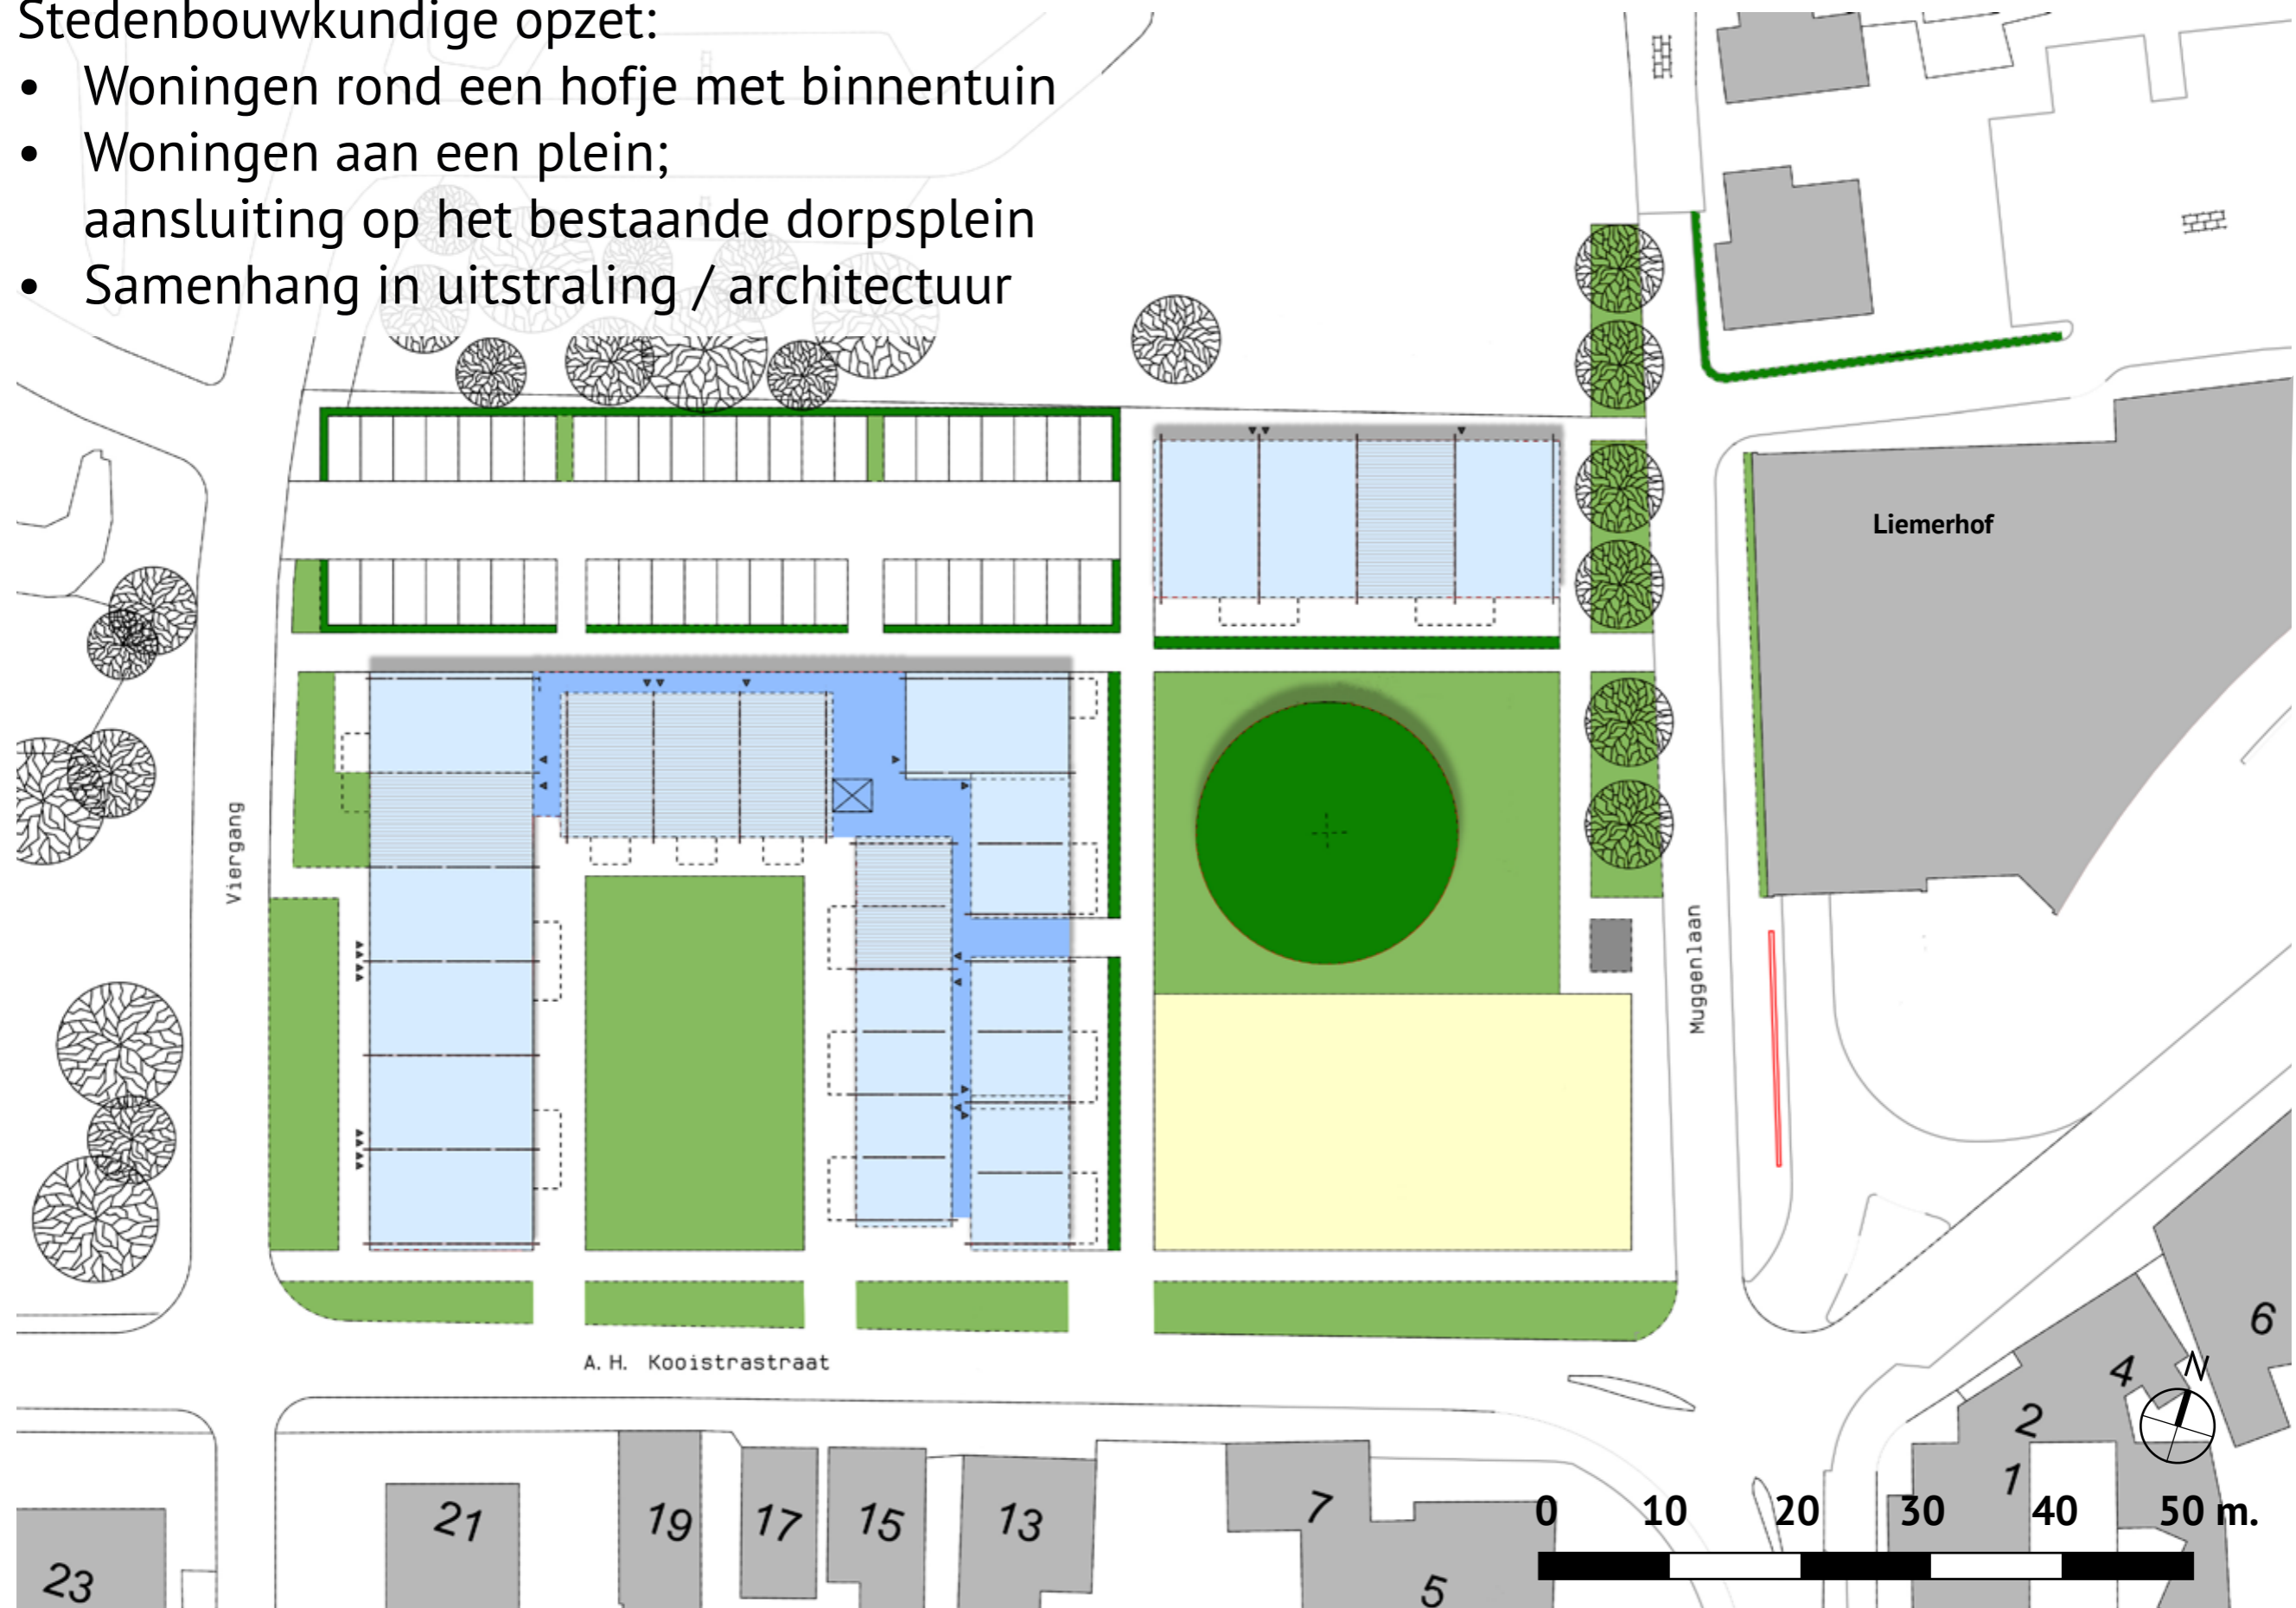 Stedenbouwkundige opzet:
• Woningen rond een hofje met binnentuin
• Woningen aan een plein;
aansluiting op het bestaande dorpsplein
• Samenhang in uitstraling / architectuur
Liemerhof
Viergang
Muggenlaan
A.H. Kooistrastraat
6
4
N
2
1
21
19
17
15
13
7
5
23
0 10 20 30 40 50 m.